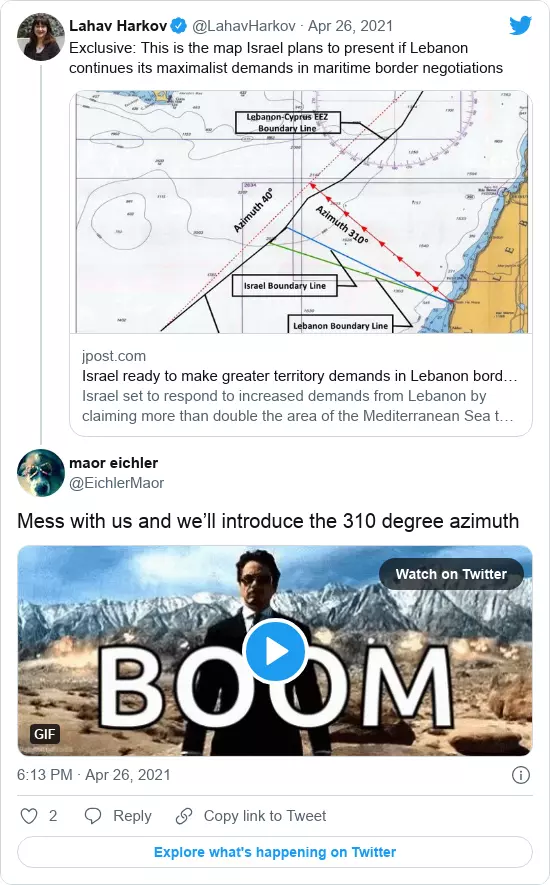 Lahav Harkov @LahavHarkov · Apr 26, 2021
Exclusive: This is the map Israel plans to present if Lebanon
continues its maximalist demands in maritime border negotiations
Lebanon-Cyprus EEZ
Boundary Line
Azimuth 40°
Azimuth 310°
Israel Boundary Line
Lebanon Boundary Line
jpost.com
Israel ready to make greater territory demands in Lebanon bord…
Israel set to respond to increased demands from Lebanon by
claiming more than double the area of the Mediterranean Sea t…
maor eichler
@EichlerMaor
Mess with us and we’ll introduce the 310 degree azimuth
Watch on Twitter
BOOM
GIF
6:13 PM · Apr 26, 2021
2 Reply Copy link to Tweet
Explore what's happening on Twitter